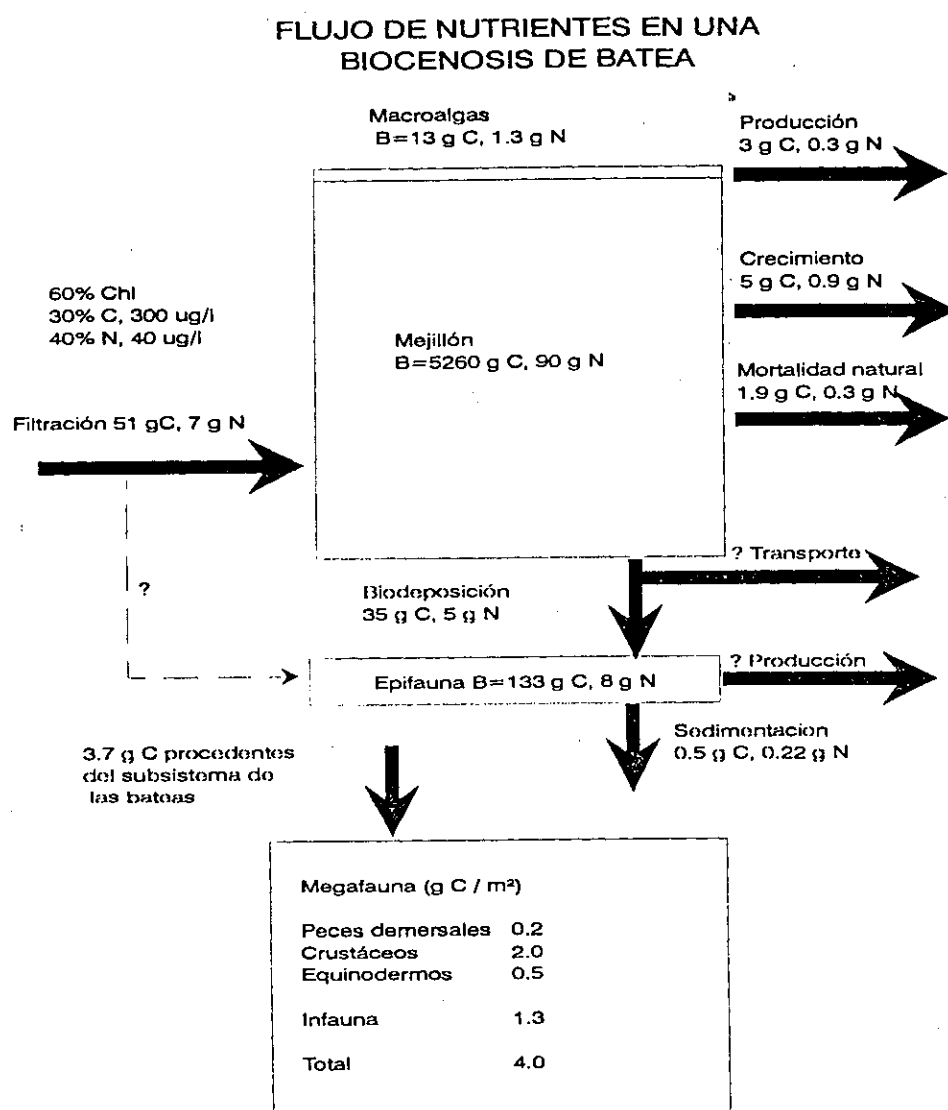 FLUJO DE NUTRIENTES EN UNA
BIOCENOSIS DE BATEA
Macroalgas
B=13 g C, 1.3 g N
Producción
3 g C, 0.3 g N
60% Chl
30% C, 300 ug/l
40% N, 40 ug/l
Crecimiento
5 g C, 0.9 g N
Mejillón
B=5260 g C, 90 g N
Mortalidad natural
1.9 g C, 0.3 g N
Filtración 51 gC, 7 g N
? Transporte
?
Biodeposición
35 g C, 5 g N
? Producción
Epifauna B=133 g C, 8 g N
3.7 g C procedentes
del subsistema de
las bateas
Sedimentacion
0.5 g C, 0.22 g N
Megafauna (g C / m²)
Peces demersales 0.2
Crustáceos 2.0
Equinodermos 0.5
Infauna 1.3
Total 4.0